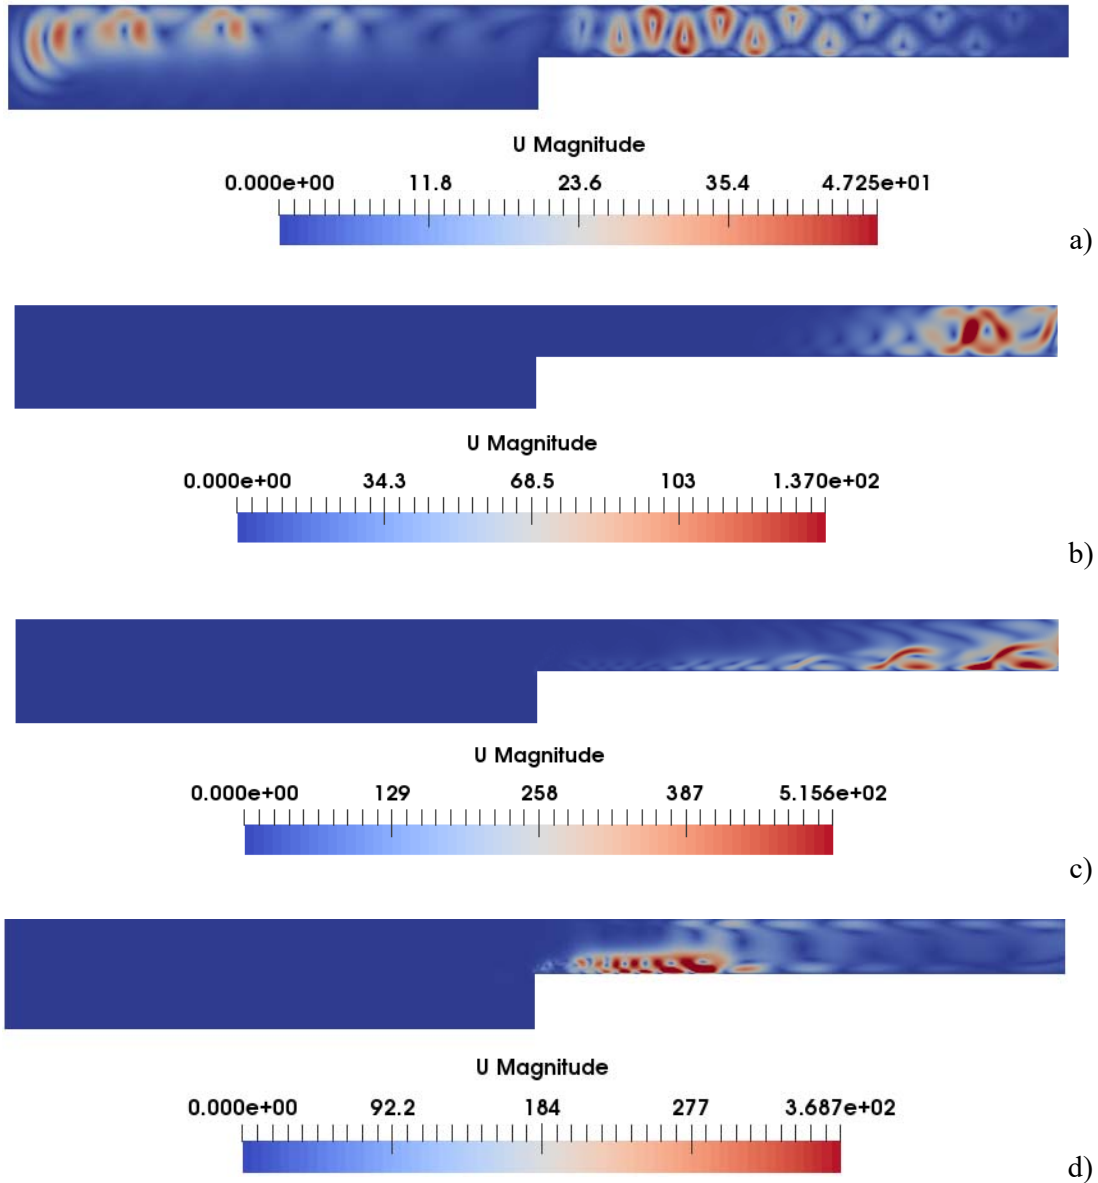 U Magnitude
0.000e+00 11.8 23.6 35.4 4.725e+01
a)
U Magnitude
0.000e+00 34.3 68.5 103 1.370e+02
b)
U Magnitude
0.000e+00 129 258 387 5.156e+02
c)
U Magnitude
0.000e+00 92.2 184 277 3.687e+02
d)